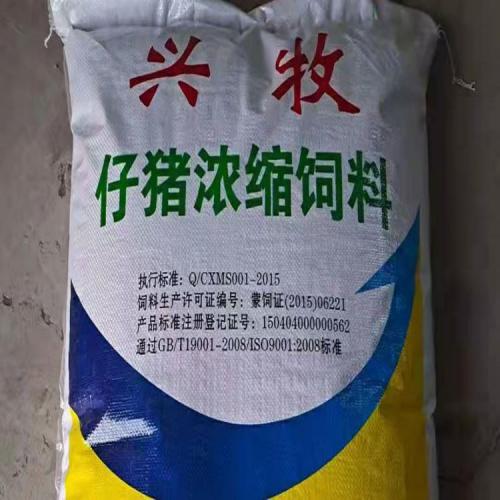 兴牧
仔猪浓缩饲料
执行标准：Q/CXMS001-2015
饲料生产许可证编号：蒙饲证(2015)06221
产品标准注册登记证号：150404000000562
通过GB/T19001-2008/ISO9001:2008标准